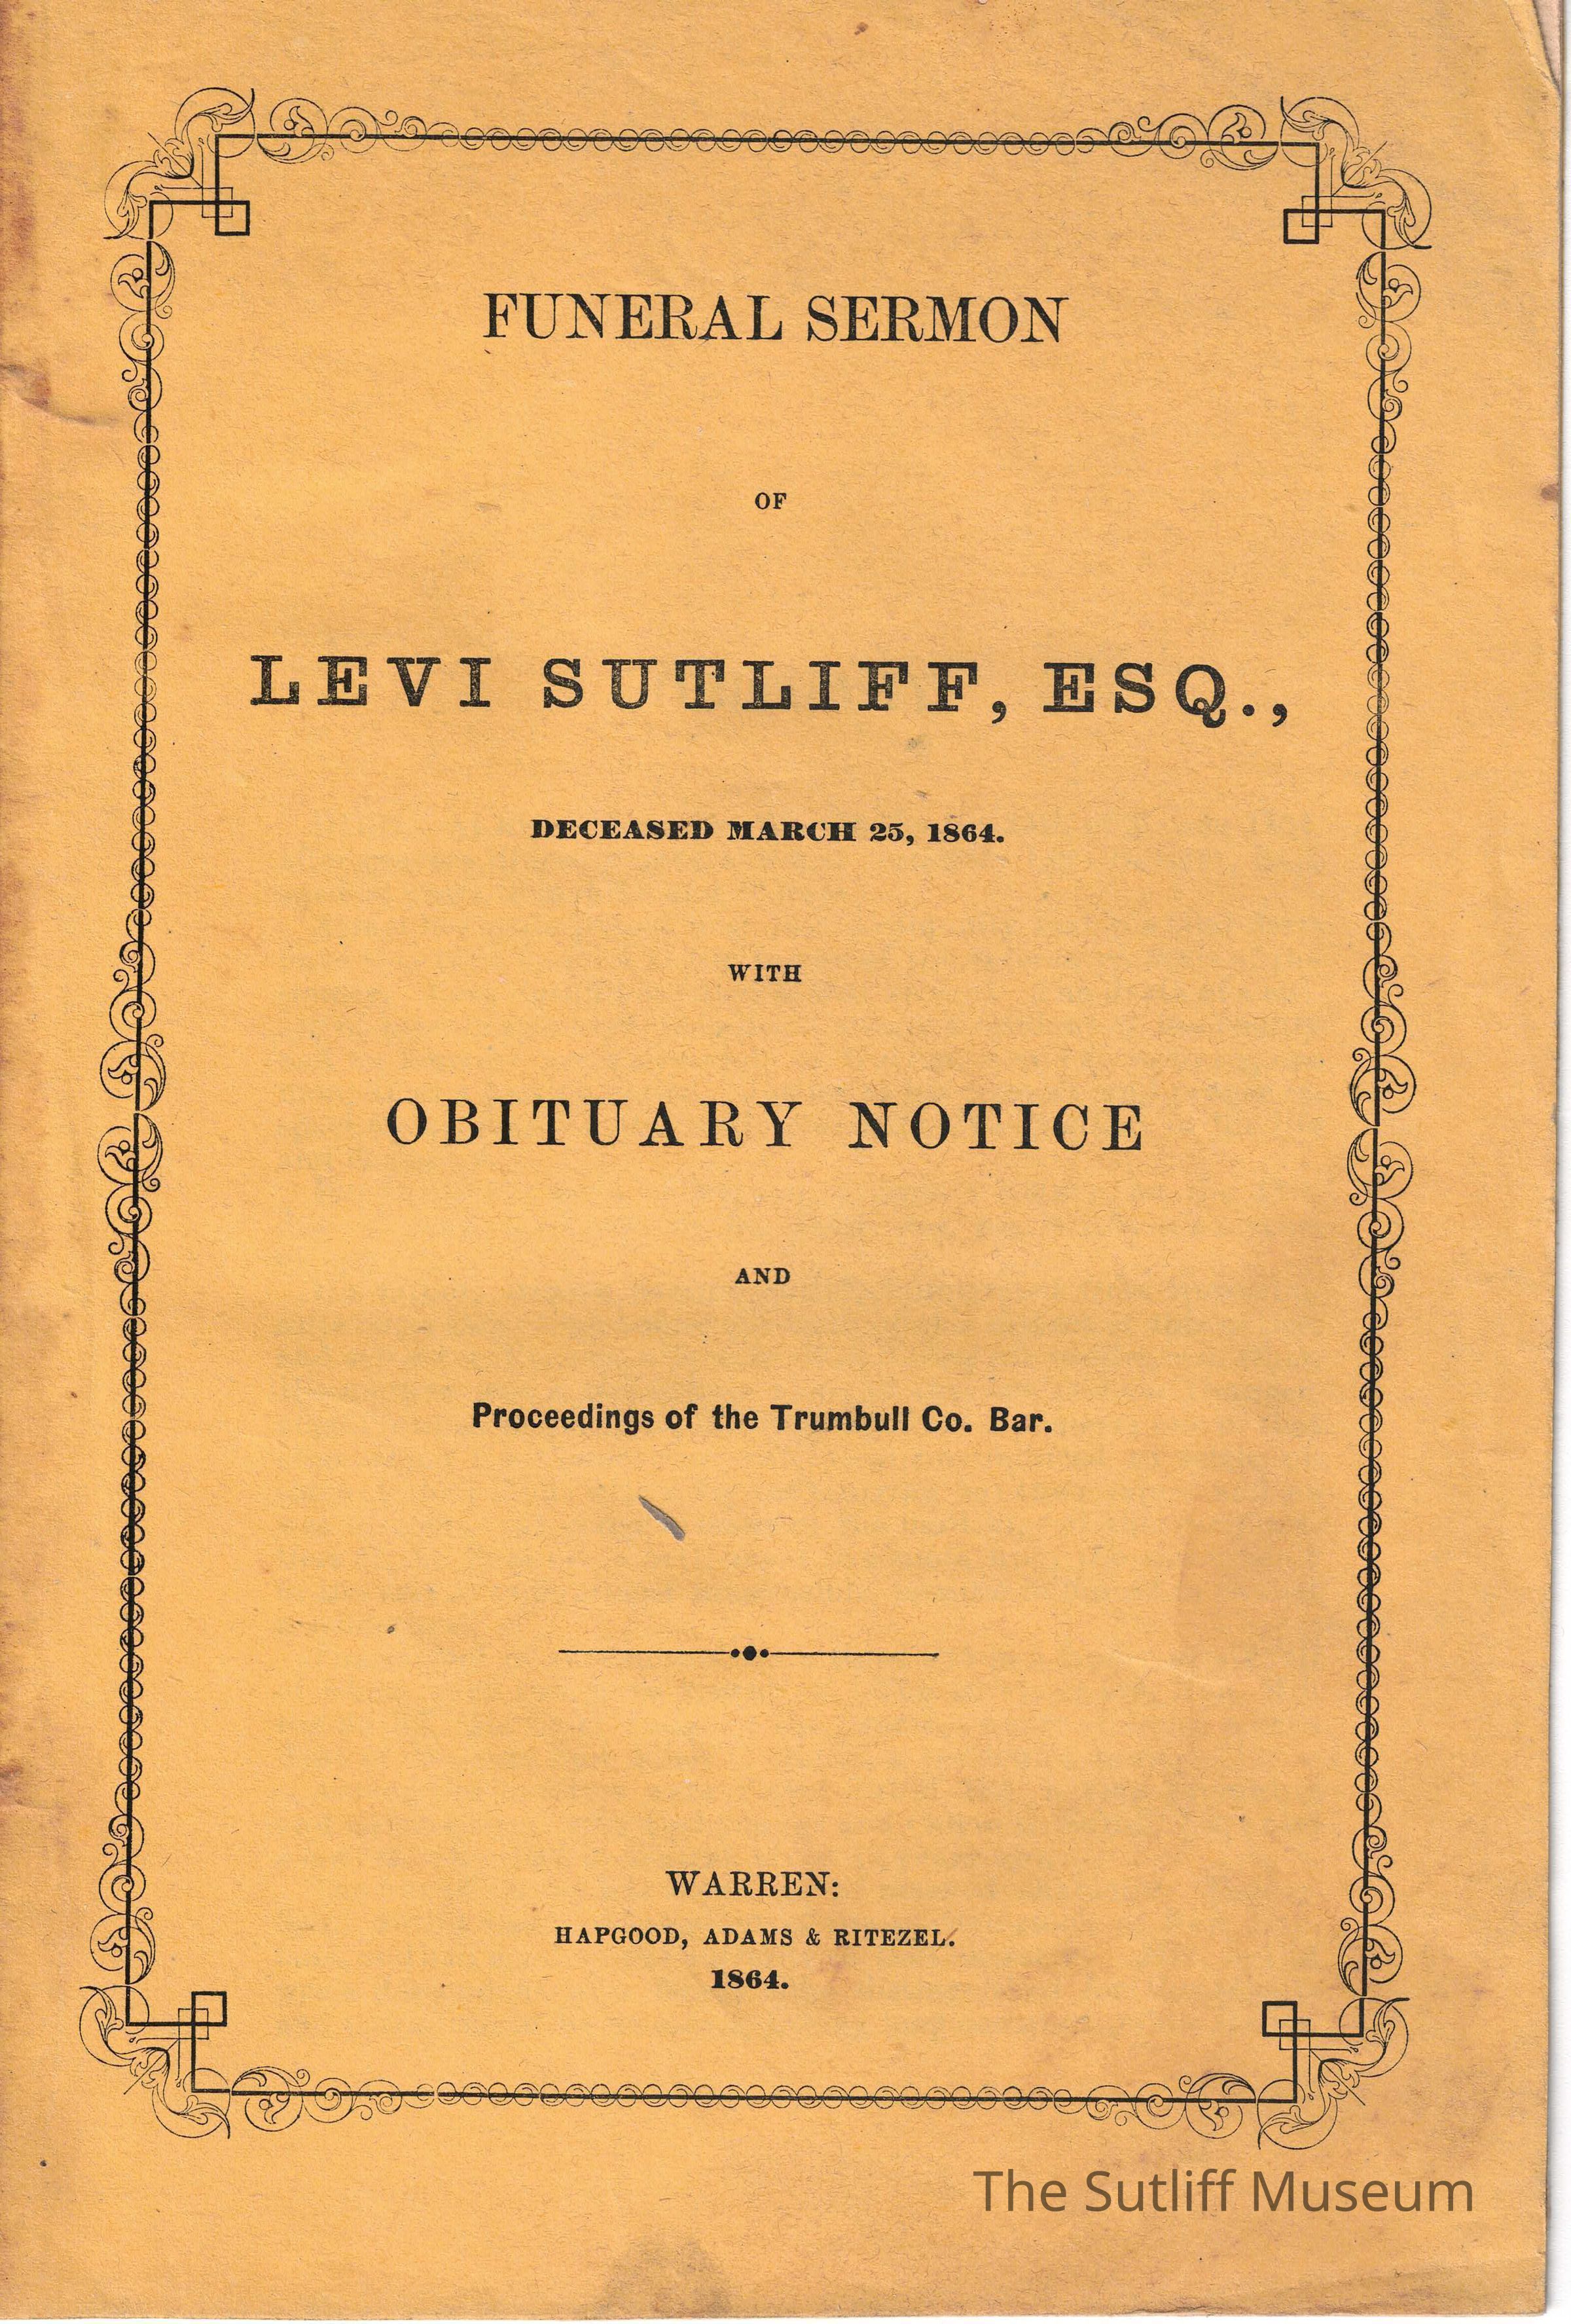 FUNERAL SERMON
OF
LEVI SUTLIFF, ESQ.,
DECEASED MARCH 25, 1864.
WITH
OBITUARY NOTICE
AND
Proceedings of the Trumbull Co. Bar.
WARREN:
HAPGOOD, ADAMS & RITEZEL.
1864.
The Sutliff Museum